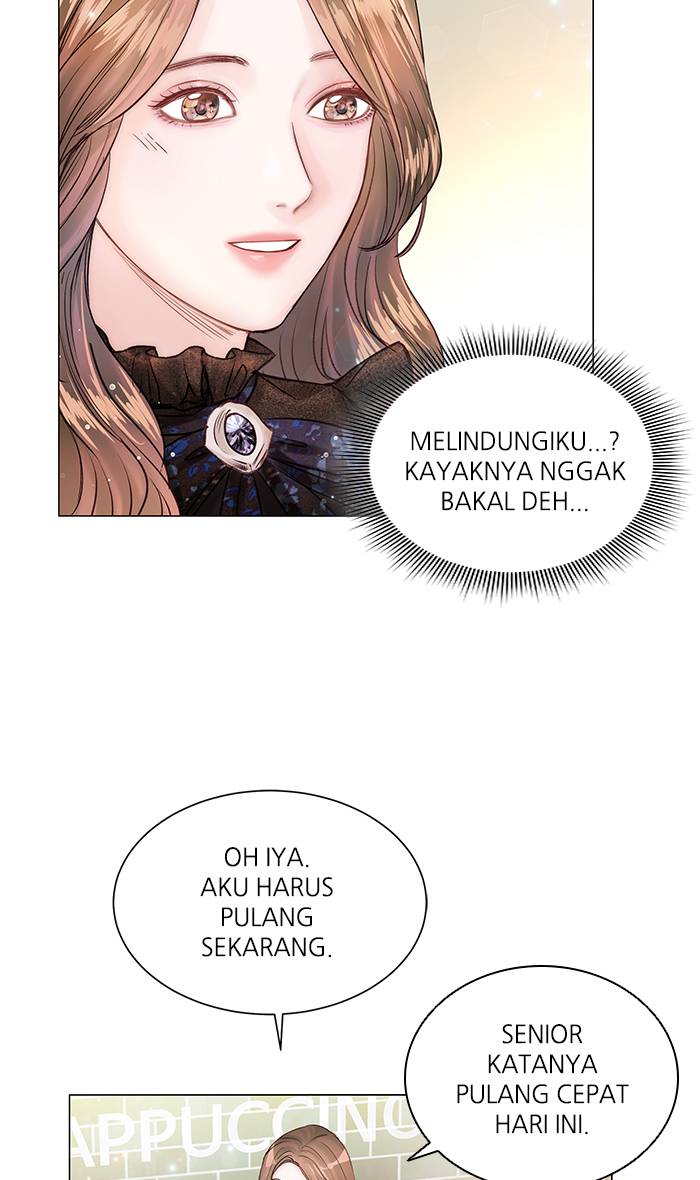 MELINDUNGIKU...?
KAYAKNYA NGGAK
BAKAL DEH...
OH IYA.
AKU HARUS
PULANG
SEKARANG.
SENIOR
KATANYA
PULANG CEPAT
HARI INI.
APPUCCINO